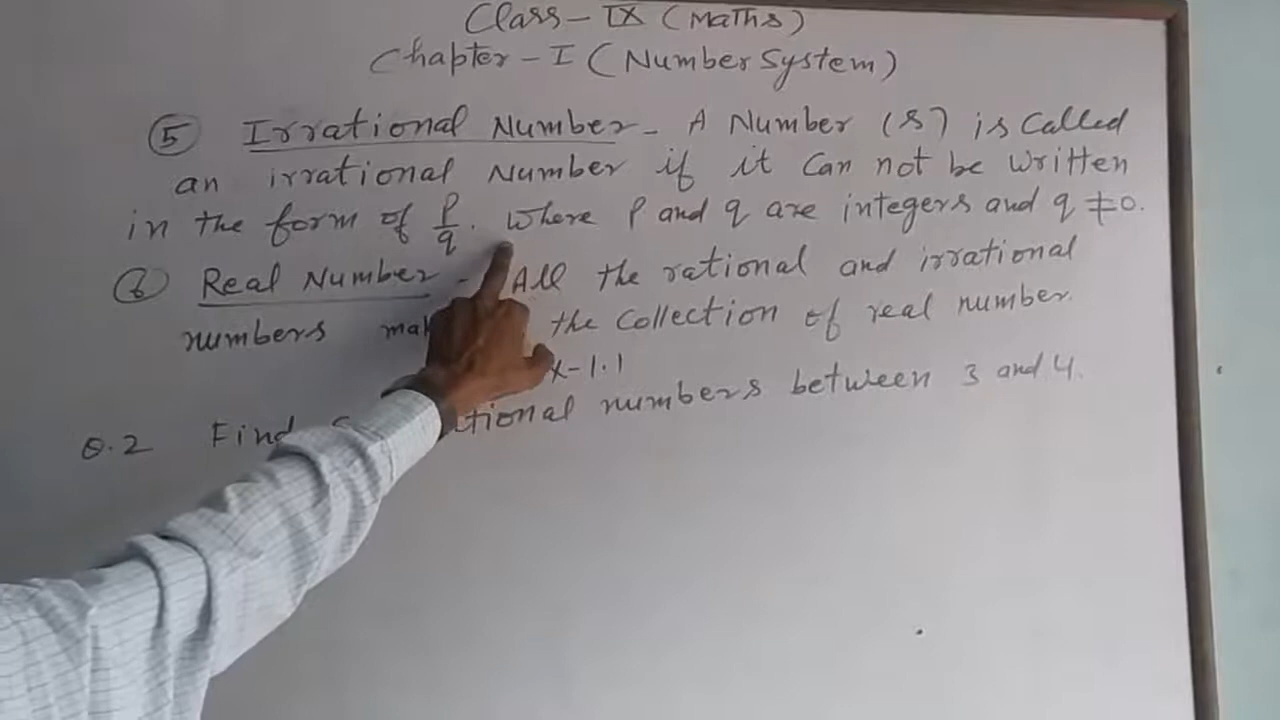 Class - IX (Maths)
Chapter - I (Number System)
5 Irrational Number - A Number (s) is called
an irrational Number if it can not be written
in the form of p/q. Where p and q are integers and q ≠ 0.
6 Real Number - All the rational and irrational
numbers the collection of real number.
1.1
Q.2 Find numbers between 3 and 4.